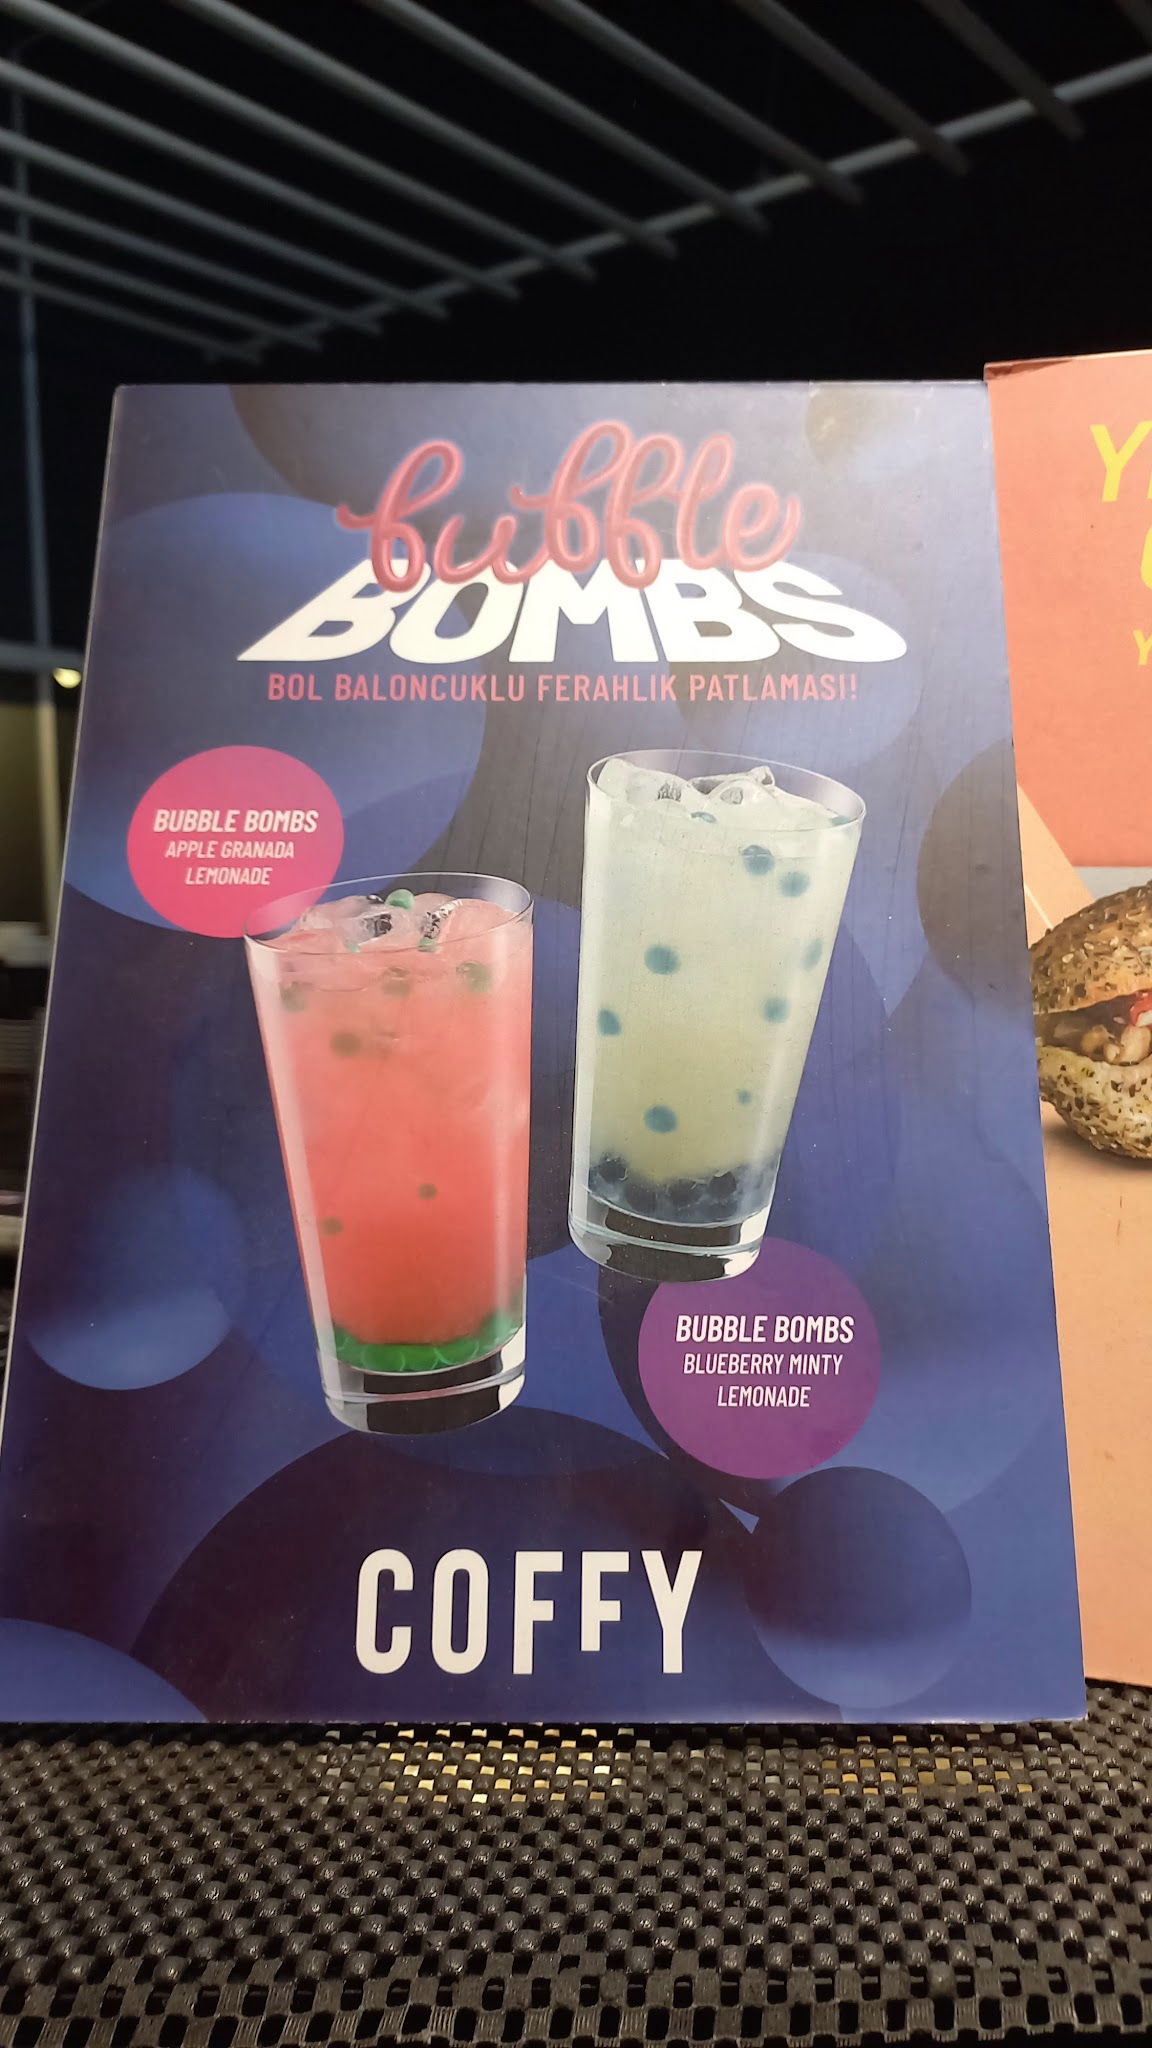 bubble
BOMBS
BOL BALONCUKLU FERAHLIK PATLAMASI!
BUBBLE BOMBS
APPLE GRANADA
LEMONADE
BUBBLE BOMBS
BLUEBERRY MINTY
LEMONADE
COFFY